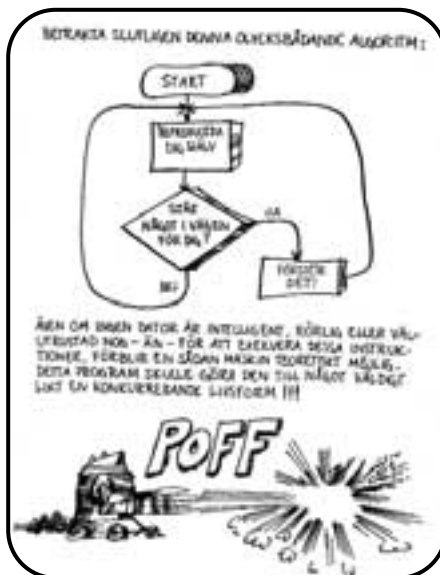 BETRAKTA SLUTLIGEN DENNA OLYCKSBÅDANDE ALGORITM:
START
REPRODUCERA
DIG SJÄLV
STÅR
NÅGOT I VÄGEN
FÖR DIG?
JA
NEJ
FÖRSTÖR
DET!
ÄVEN OM INGEN DATOR ÄR INTELLIGENT, RÖRLIG ELLER VÄL-
UTRUSTAD NOG – ÄN – FÖR ATT EXEKVERA DESSA INSTRUK-
TIONER, FÖRBLIR EN SÅDAN MASKIN TEORETISKT MÖJLIG.
DETTA PROGRAM SKULLE GÖRA DEN TILL NÅGOT VÄLDIGT
LIKT EN KONKURRERANDE LIVSFORM !!!
POFF